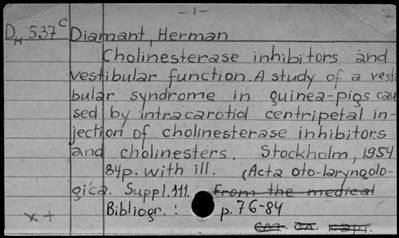 -1-
DM 537c Diamant, Herman
Cholinesterase inhibitors and
vestibular function. A study of a vesti
bular syndrome in guinea-pigs cau
sed by intracarotid centripetal in-
jection of cholinesterase inhibitors
and cholinesters. Stockholm, 1954
84p. with ill. (Acta oto-laryngolo-
gica. Suppl. 111. From the medical
Bibliogr.: p. 76-84
x +